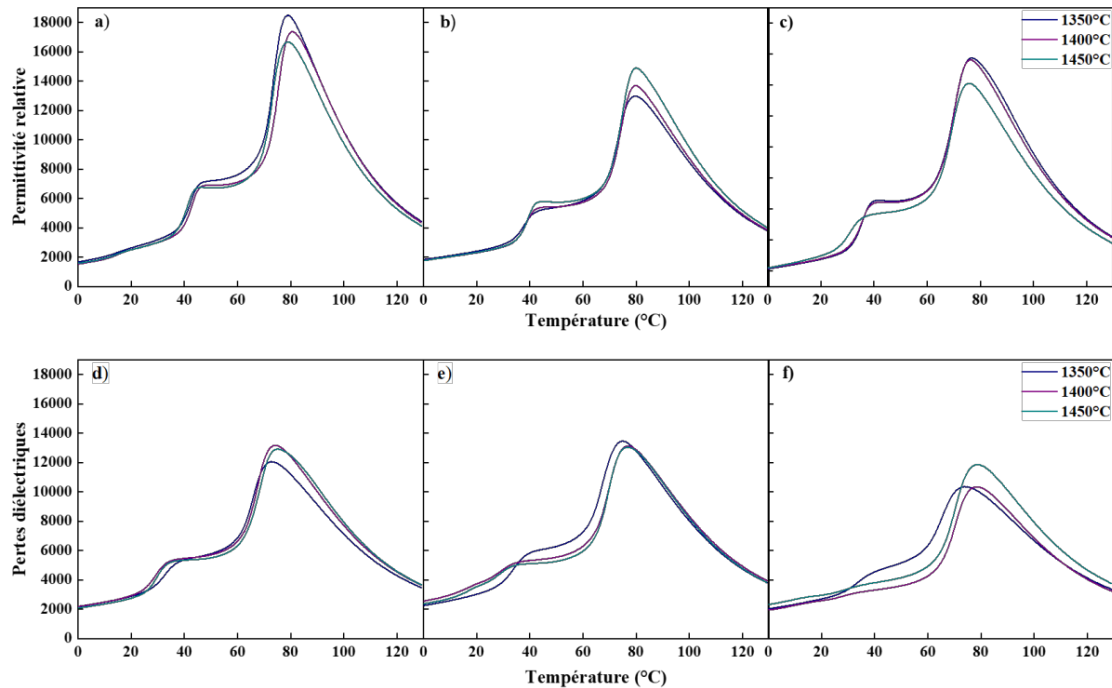 a) b) c)
1350°C
1400°C
1450°C
18000
16000
14000
12000
10000
8000
6000
4000
2000
0
Permittivité relative
0 20 40 60 80 100 120 0 20 40 60 80 100 120 0 20 40 60 80 100 120
Température (°C)
d) e) f)
1350°C
1400°C
1450°C
18000
16000
14000
12000
10000
8000
6000
4000
2000
0
Pertes diélectriques
0 20 40 60 80 100 120 0 20 40 60 80 100 120 0 20 40 60 80 100 120
Température (°C)